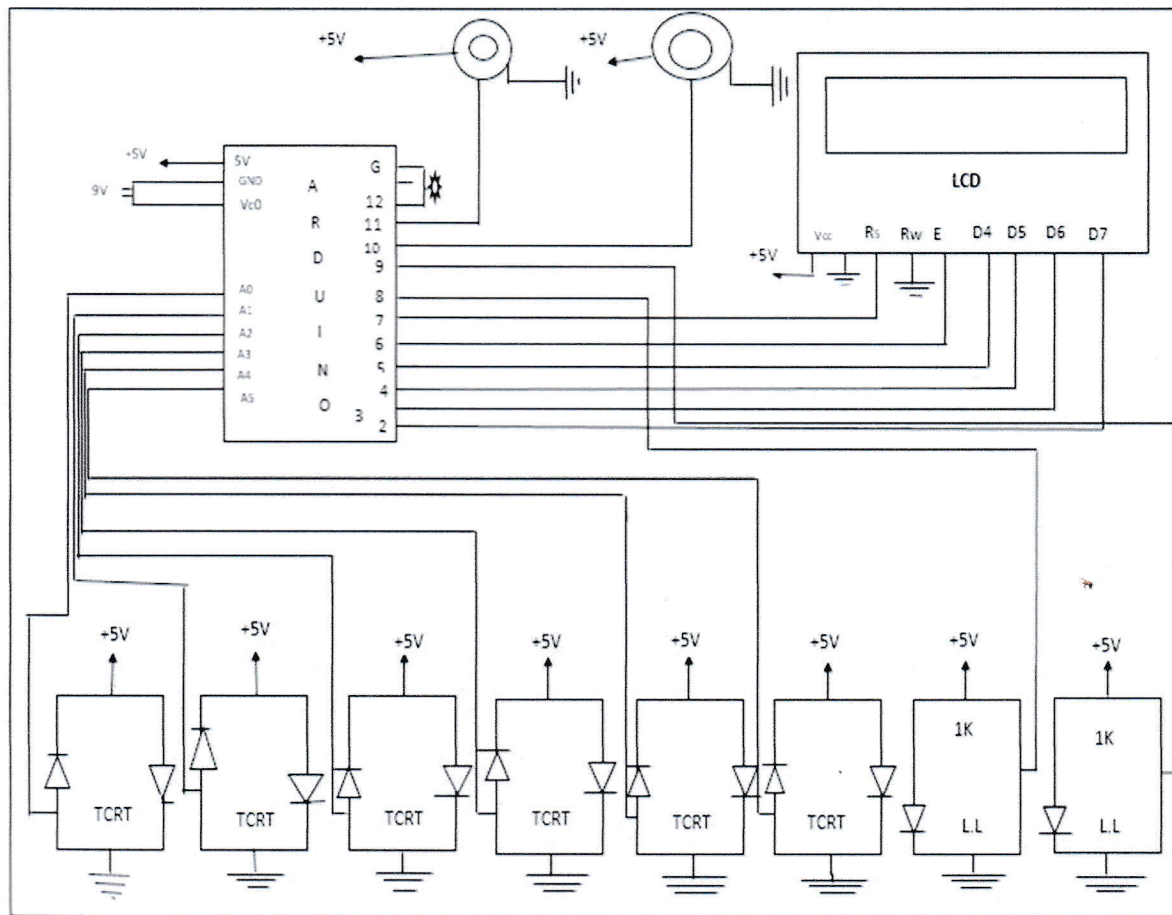 +5V +5V
+5V 5V G
GND A
9V Vc0 12
R 11
10
D 9
A0 U 8
A1 7
A2 I 6
A3
A4 N 5
A5 O 4
3
2
LCD
Vcc Rs Rw E D4 D5 D6 D7
+5V
+5V +5V +5V +5V +5V +5V +5V +5V
1K 1K
TCRT TCRT TCRT TCRT TCRT TCRT L.L L.L